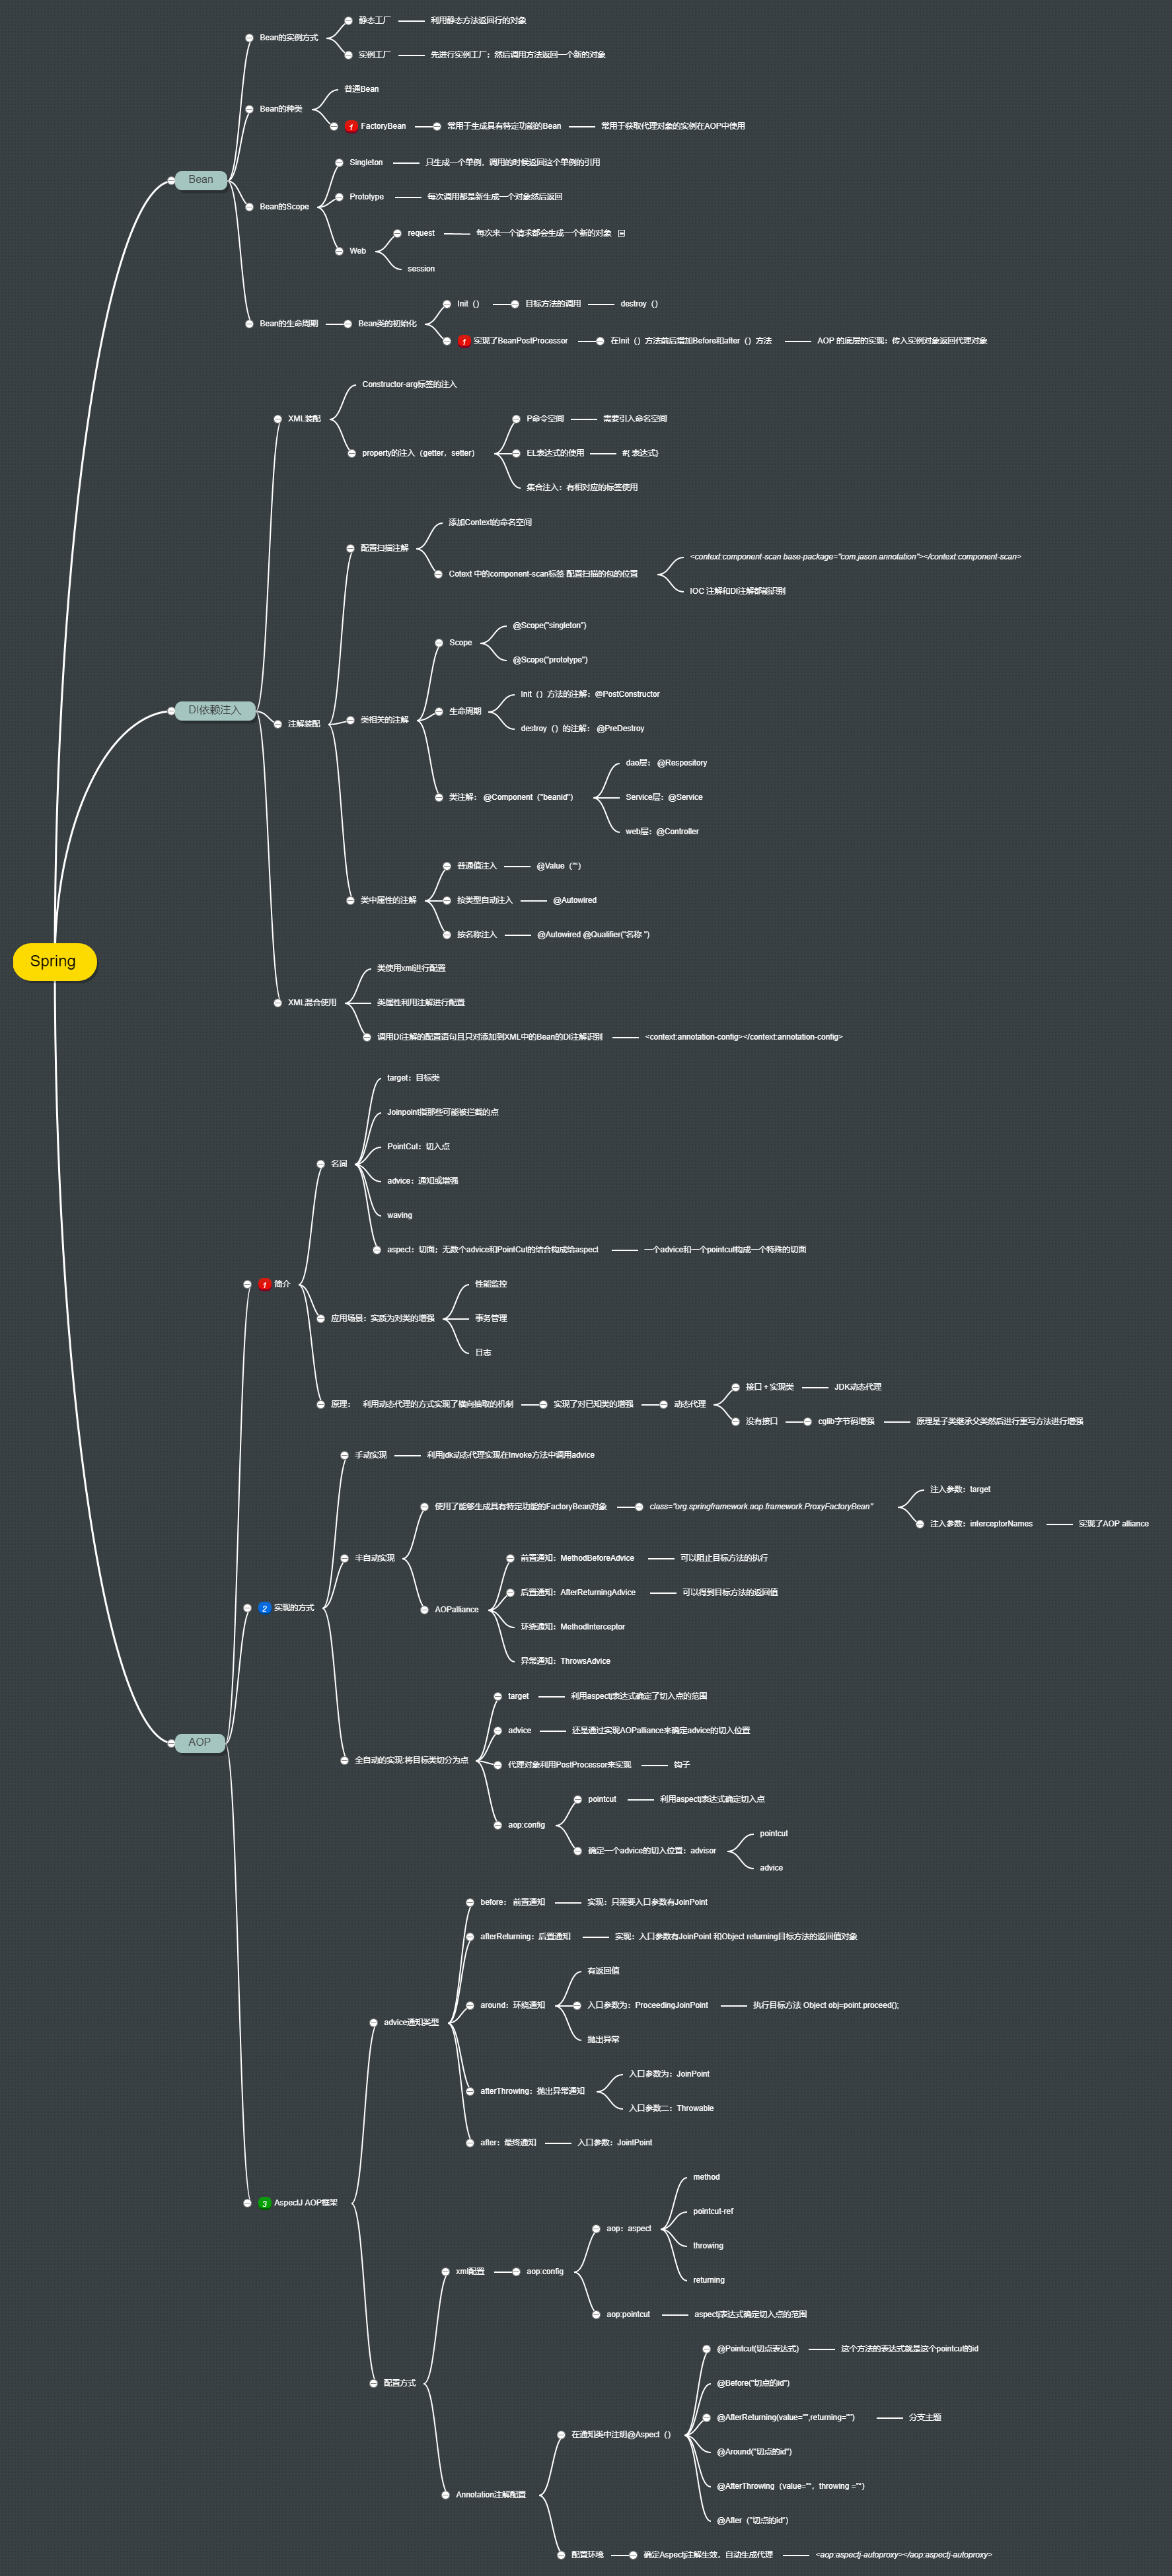 Spring
Bean
Bean的实例方式
静态工厂
利用静态方法返回行的对象
实例工厂
先进行实例工厂；然后调用方法返回一个新的对象
Bean的种类
普通Bean
1 FactoryBean
常用于生成具有特定功能的Bean
常用于获取代理对象的实例在AOP中使用
Bean的Scope
Singleton
只生成一个单例，调用的时候返回这个单例的引用
Prototype
每次调用都是新生成一个对象然后返回
Web
request
每次来一个请求都会生成一个新的对象
session
Bean的生命周期
Bean类的初始化
Init（）
目标方法的调用
destroy（）
1 实现了BeanPostProcessor
在Init（）方法前后增加Before和after（）方法
AOP 的底层的实现：传入实例对象返回代理对象
DI依赖注入
XML装配
Constructor-arg标签的注入
property的注入（getter，setter）
P命令空间
需要引入命名空间
EL表达式的使用
#{ 表达式}
集合注入：有相对应的标签使用
注解装配
配置扫描注解
添加Context的命名空间
Cotext 中的component-scan标签 配置扫描的包的位置
<context:component-scan base-package="com.jason.annotation"></context:component-scan>
IOC 注解和DI注解都能识别
类相关的注解
Scope
@Scope("singleton")
@Scope("prototype")
生命周期
Init（）方法的注解：@PostConstructor
destroy（）的注解： @PreDestroy
类注解： @Component（"beanid"）
dao层： @Respository
Service层：@Service
web层：@Controller
类中属性的注解
普通值注入
@Value（""）
按类型自动注入
@Autowired
按名称注入
@Autowired @Qualifier("名称 ")
XML混合使用
类使用xml进行配置
类属性利用注解进行配置
调用DI注解的配置语句且只对添加到XML中的Bean的DI注解识别
<context:annotation-config></context:annotation-config>
AOP
1 简介
名词
target：目标类
Joinpoint指那些可能被拦截的点
PointCut：切入点
advice：通知或增强
waving
aspect：切面；无数个advice和PointCut的结合构成给aspect
一个advice和一个pointcut构成一个特殊的切面
应用场景：实质为对类的增强
性能监控
事务管理
日志
原理： 利用动态代理的方式实现了横向抽取的机制
实现了对已知类的增强
动态代理
接口 + 实现类
JDK动态代理
没有接口
cglib字节码增强
原理是子类继承父类然后进行重写方法进行增强
2 实现的方式
手动实现
利用jdk动态代理实现在Invoke方法中调用advice
半自动实现
使用了能够生成具有特定功能的FactoryBean对象
class="org.springframework.aop.framework.ProxyFactoryBean"
注入参数：target
注入参数：interceptorNames
实现了AOP alliance
AOPalliance
前置通知：MethodBeforeAdvice
可以阻止目标方法的执行
后置通知：AfterReturningAdvice
可以得到目标方法的返回值
环绕通知：MethodInterceptor
异常通知：ThrowsAdvice
全自动的实现:将目标类切分为点
target
利用aspectj表达式确定了切入点的范围
advice
还是通过实现AOPalliance来确定advice的切入位置
代理对象利用PostProcessor来实现
钩子
aop:config
pointcut
利用aspectj表达式确定切入点
确定一个advice的切入位置：advisor
pointcut
advice
3 AspectJ AOP框架
advice通知类型
before： 前置通知
实现：只需要入口参数有JoinPoint
afterReturning：后置通知
实现：入口参数有JoinPoint 和Object returning目标方法的返回值对象
around：环绕通知
有返回值
入口参数为：ProceedingJoinPoint
执行目标方法 Object obj=point.proceed();
抛出异常
afterThrowing：抛出异常通知
入口参数为：JoinPoint
入口参数二：Throwable
after：最终通知
入口参数：JointPoint
配置方式
xml配置
aop:config
aop：aspect
method
pointcut-ref
throwing
returning
aop:pointcut
aspectj表达式确定切入点的范围
Annotation注解配置
在通知类中注明@Aspect（）
@Pointcut(切点表达式)
这个方法的表达式就是这个pointcut的id
@Before("切点的id")
@AfterReturning(value="",returning="")
分支主题
@Around("切点的id")
@AfterThrowing（value=""，throwing =""）
@After（"切点的id"）
配置环境
确定Aspectj注解生效，自动生成代理
<aop:aspectj-autoproxy></aop:aspectj-autoproxy>